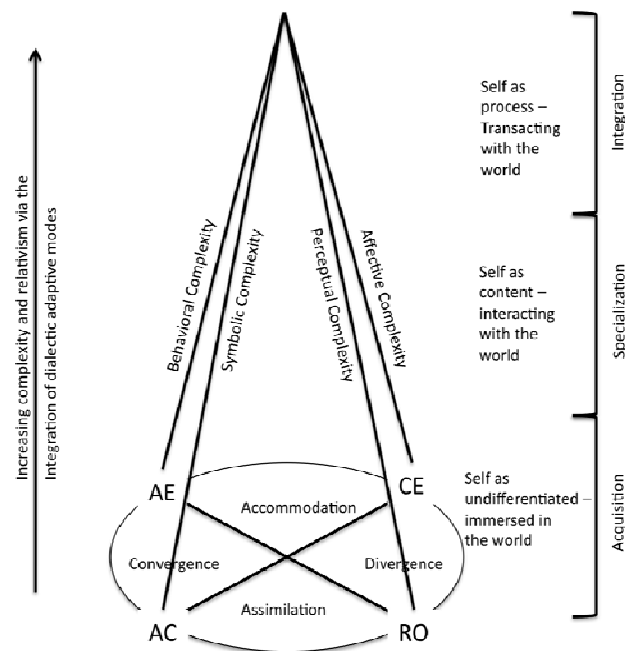 Increasing complexity and relativism via the
Integration of dialectic adaptive modes
Behavioral Complexity
Symbolic Complexity
Perceptual Complexity
Affective Complexity
Self as
process –
Transacting
with the
world
Integration
Self as
content –
interacting
with the
world
Specialization
Self as
undifferentiated –
immersed in
the world
Acquisition
AE
CE
Accommodation
Convergence
Divergence
Assimilation
AC
RO